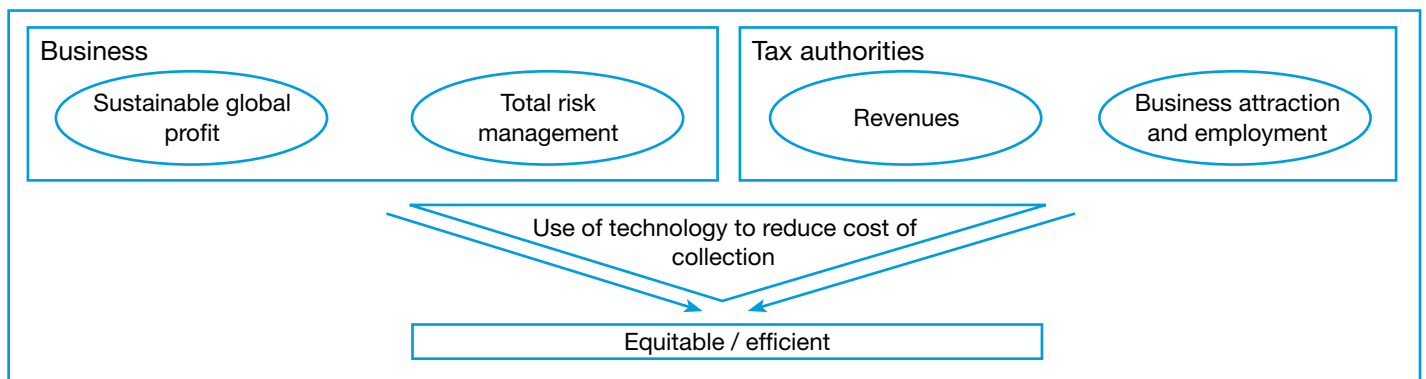 Business
Sustainable global
profit
Total risk
management
Tax authorities
Revenues
Business attraction
and employment
Use of technology to reduce cost of
collection
Equitable / efficient